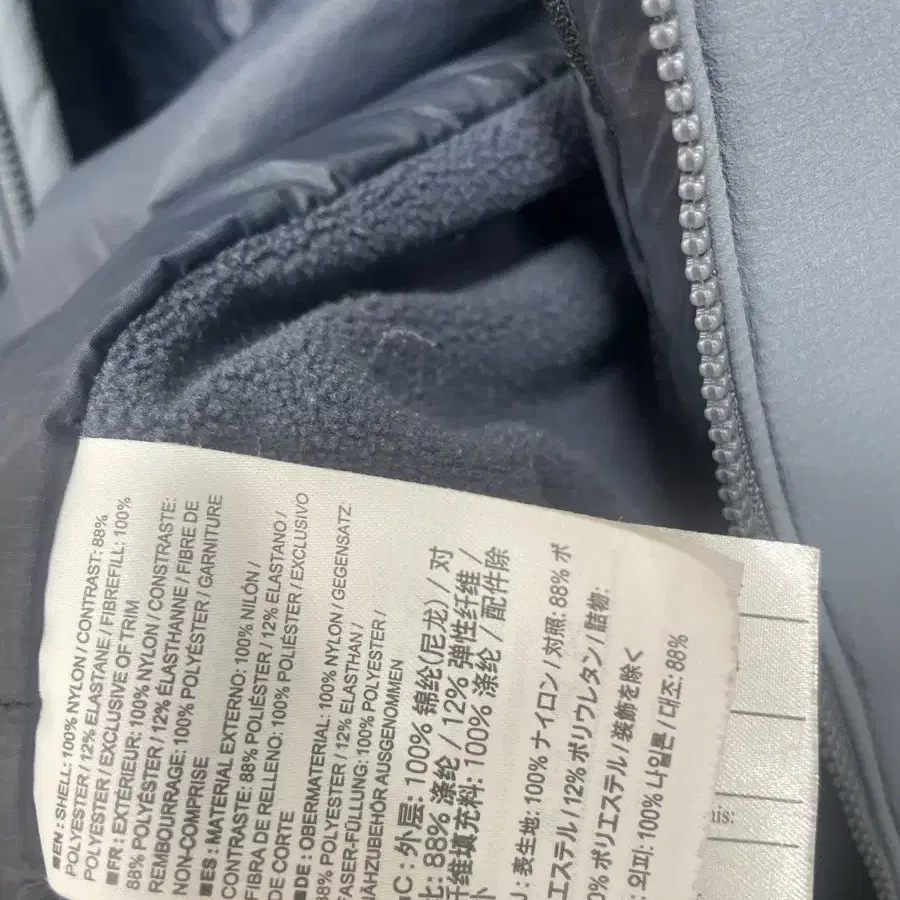 ■EN : SHELL: 100% NYLON / CONTRAST: 88%
POLYESTER / 12% ELASTANE / FIBREFILL: 100%
POLYESTER / EXCLUSIVE OF TRIM
■FR : EXTÉRIEUR: 100% NYLON / CONSTRASTE:
88% POLYÉSTER / 12% ÉLASTHANNE / FIBRE DE
REMBOURRAGE: 100% POLYÉSTER / GARNITURE
NON-COMPRISE
■ES : MATERIAL EXTERNO: 100% NILÓN /
CONTRASTE: 88% POLIÉSTER / 12% ELASTANO /
FIBRA DE RELLENO: 100% POLIÉSTER / EXCLUSIVO
DE CORTE
■DE : OBERMATERIAL: 100% NYLON / GEGENSATZ:
88% POLYESTER / 12% ELASTHAN /
FASER-FÜLLUNG: 100% POLYESTER /
NÄHZUBEHÖR AUSGENOMMEN
C : 外层: 100% 锦纶(尼龙) / 对
比: 88% 涤纶 / 12% 弹性纤维 /
纤维填充料: 100% 涤纶 / 配件除
J : 表生地: 100% ナイロン / 対照: 88% ポ
エステル / 12% ポリウレタン / 詰物:
0% ポリエステル / 装飾を除く
: 외피: 100% 나일론 / 대조: 88%
his: